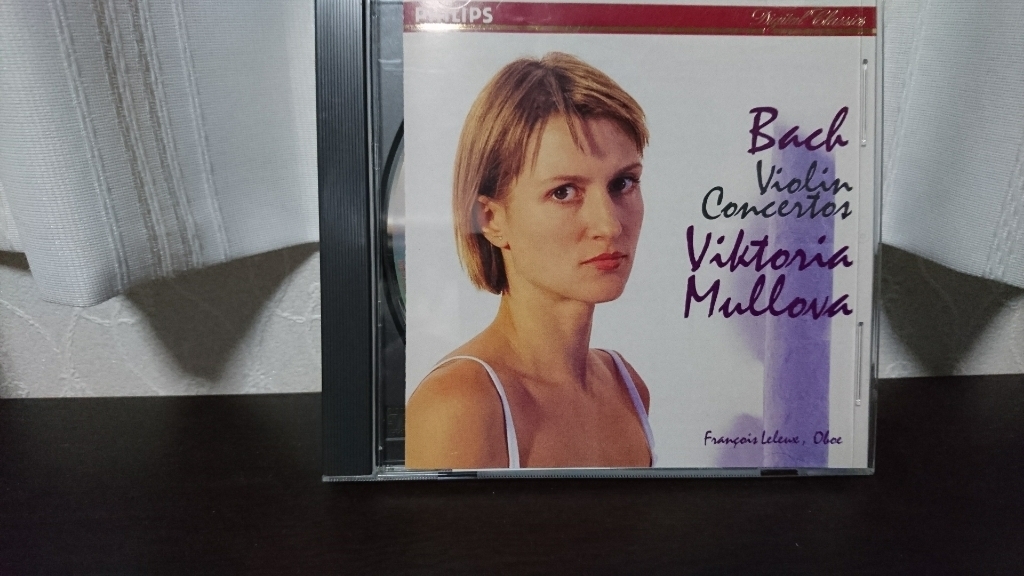 PHILIPS
Digital Classics
Bach
Violin
Concertos
Viktoria
Mullova
François Leleux, Oboe